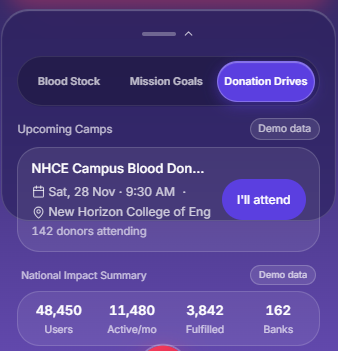 Blood Stock Mission Goals Donation Drives
Upcoming Camps Demo data
NHCE Campus Blood Don...
Sat, 28 Nov · 9:30 AM ·
New Horizon College of Eng
I'll attend
142 donors attending
National Impact Summary Demo data
48,450 11,480 3,842 162
Users Active/mo Fulfilled Banks